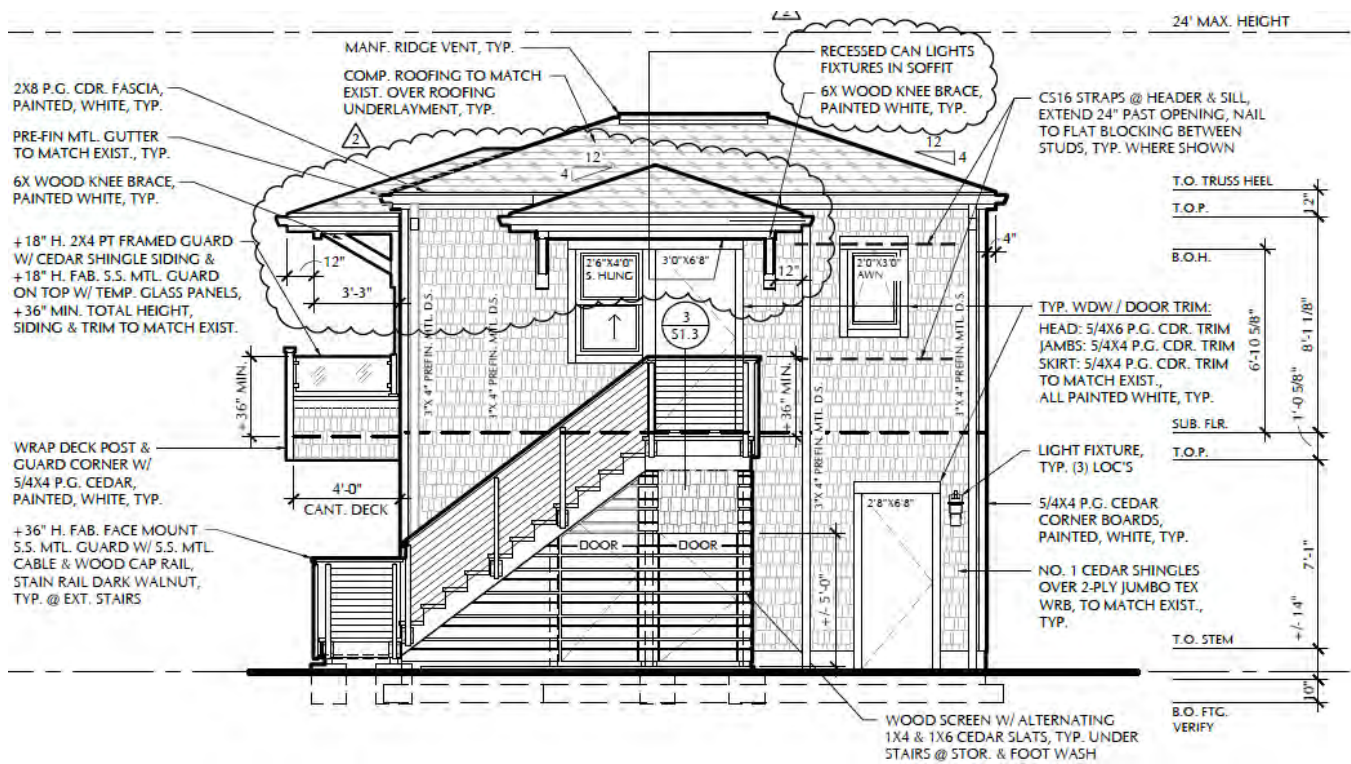 2
24' MAX. HEIGHT
MANF. RIDGE VENT, TYP.
COMP. ROOFING TO MATCH
EXIST. OVER ROOFING
UNDERLAYMENT, TYP.
2
RECESSED CAN LIGHTS
FIXTURES IN SOFFIT
6X WOOD KNEE BRACE,
PAINTED WHITE, TYP.
2X8 P.G. CDR. FASCIA,
PAINTED, WHITE, TYP.
PRE-FIN MTL. GUTTER
TO MATCH EXIST., TYP.
6X WOOD KNEE BRACE,
PAINTED WHITE, TYP.
+18" H. 2X4 PT FRAMED GUARD
W/ CEDAR SHINGLE SIDING &
+18" H. FAB. S.S. MTL. GUARD
ON TOP W/ TEMP. GLASS PANELS,
+36" MIN. TOTAL HEIGHT,
SIDING & TRIM TO MATCH EXIST.
WRAP DECK POST &
GUARD CORNER W/
5/4X4 P.G. CEDAR,
PAINTED, WHITE, TYP.
+36" H. FAB. FACE MOUNT
S.S. MTL. GUARD W/ S.S. MTL.
CABLE & WOOD CAP RAIL,
STAIN RAIL DARK WALNUT,
TYP. @ EXT. STAIRS
12"
3'-3"
+36" MIN.
4'-0"
CANT. DECK
12
4
12
4
2'6"X4'0"
S. HUNG
3'0"X6'8"
12"
2'0"X3'0"
AWN
4"
3
S1.3
3"X 4" PREFIN. MTL D.S.
3"X 4" PREFIN. MTL D.S.
+36" MIN.
3"X 4" PREFIN. MTL D.S.
3"X 4" PREFIN. MTL D.S.
DOOR
DOOR
+/- 5'-0"
2'8"X6'8"
CS16 STRAPS @ HEADER & SILL,
EXTEND 24" PAST OPENING, NAIL
TO FLAT BLOCKING BETWEEN
STUDS, TYP. WHERE SHOWN
TYP. WDW / DOOR TRIM:
HEAD: 5/4X6 P.G. CDR. TRIM
JAMBS: 5/4X4 P.G. CDR. TRIM
SKIRT: 5/4X4 P.G. CDR. TRIM
TO MATCH EXIST.,
ALL PAINTED WHITE, TYP.
LIGHT FIXTURE,
TYP. (3) LOC'S
5/4X4 P.G. CEDAR
CORNER BOARDS,
PAINTED, WHITE, TYP.
NO. 1 CEDAR SHINGLES
OVER 2-PLY JUMBO TEX
WRB, TO MATCH EXIST.,
TYP.
WOOD SCREEN W/ ALTERNATING
1X4 & 1X6 CEDAR SLATS, TYP. UNDER
STAIRS @ STOR. & FOOT WASH
T.O. TRUSS HEEL
T.O.P.
B.O.H.
SUB. FLR.
T.O.P.
T.O. STEM
B.O. FTG.
VERIFY
12"
6'-10 5/8"
8'-1 1/8"
1'-0 5/8"
7'-1"
+/- 14"
10"